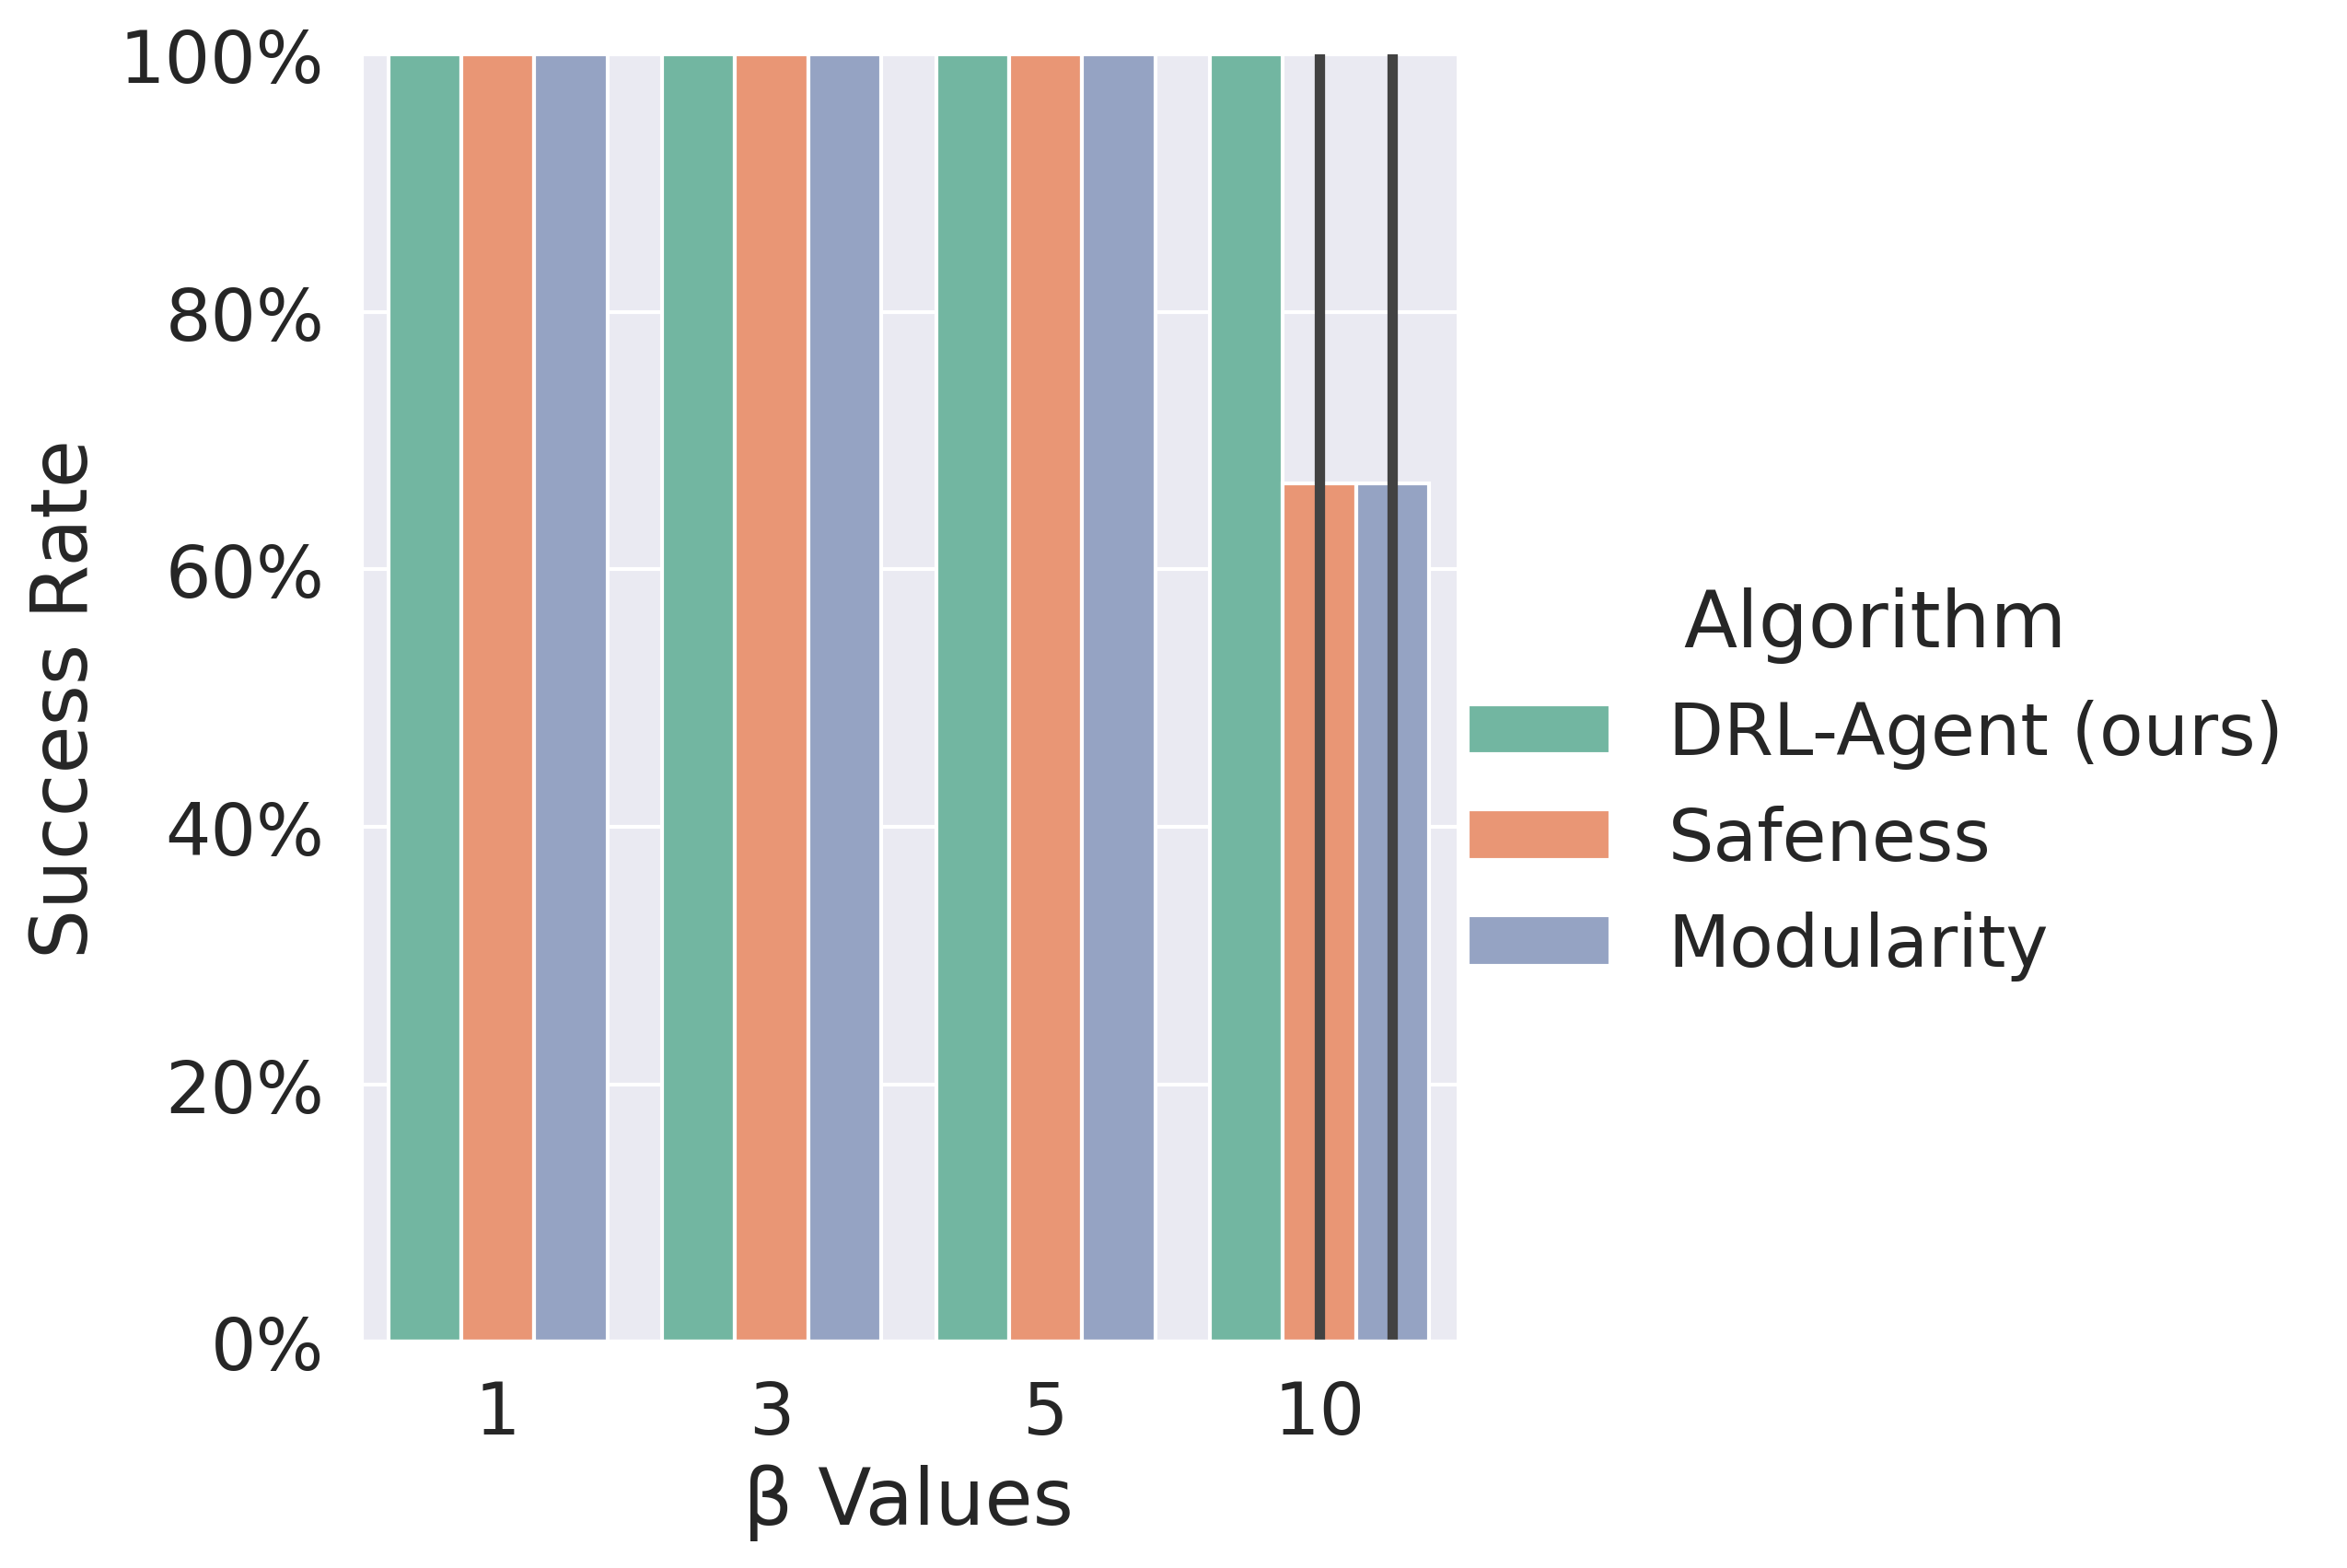 100%
80%
60%
40%
20%
0%
Success Rate
1 3 5 10
β Values
Algorithm
DRL-Agent (ours)
Safeness
Modularity